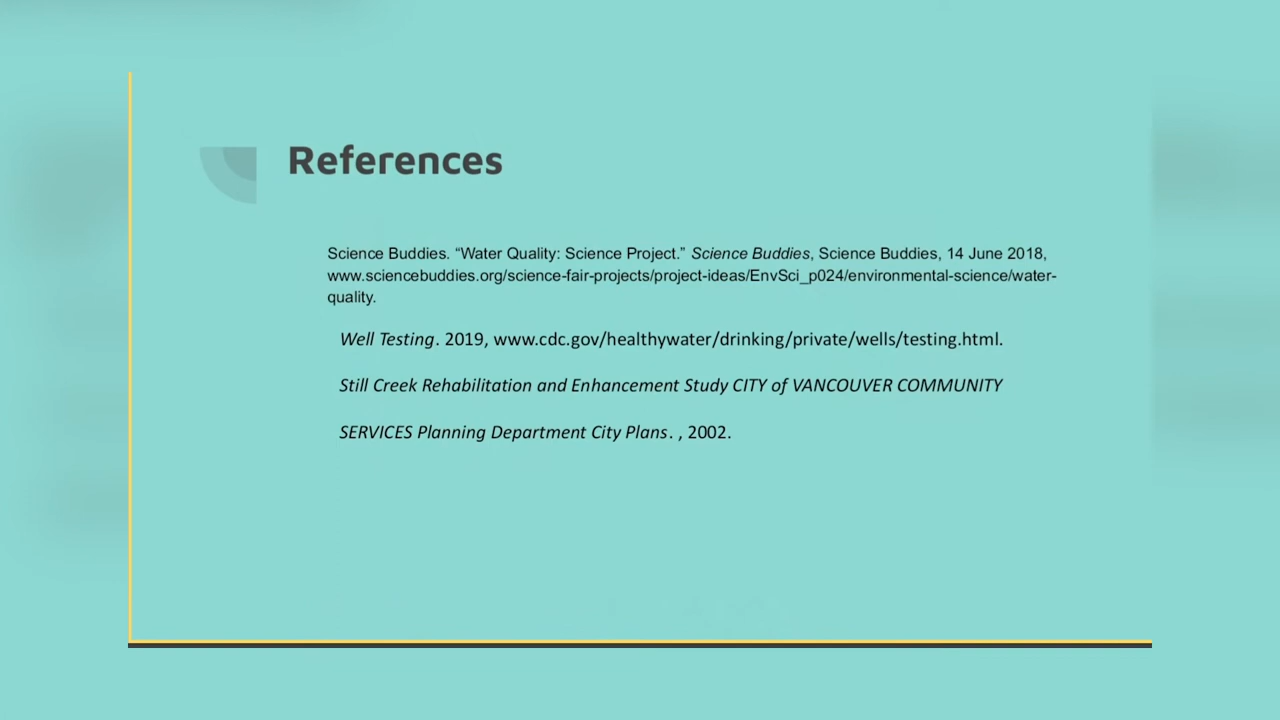 References
Science Buddies. “Water Quality: Science Project.” Science Buddies, Science Buddies, 14 June 2018,
www.sciencebuddies.org/science-fair-projects/project-ideas/EnvSci_p024/environmental-science/water-
quality.
Well Testing. 2019, www.cdc.gov/healthywater/drinking/private/wells/testing.html.
Still Creek Rehabilitation and Enhancement Study CITY of VANCOUVER COMMUNITY
SERVICES Planning Department City Plans. , 2002.